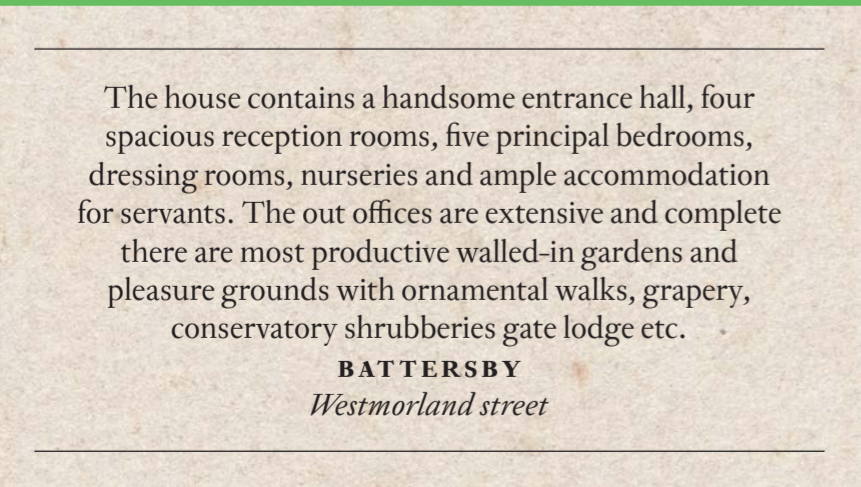 The house contains a handsome entrance hall, four
spacious reception rooms, five principal bedrooms,
dressing rooms, nurseries and ample accommodation
for servants. The out offices are extensive and complete
there are most productive walled-in gardens and
pleasure grounds with ornamental walks, grapery,
conservatory shrubberies gate lodge etc.
BATTERSBY
Westmorland street